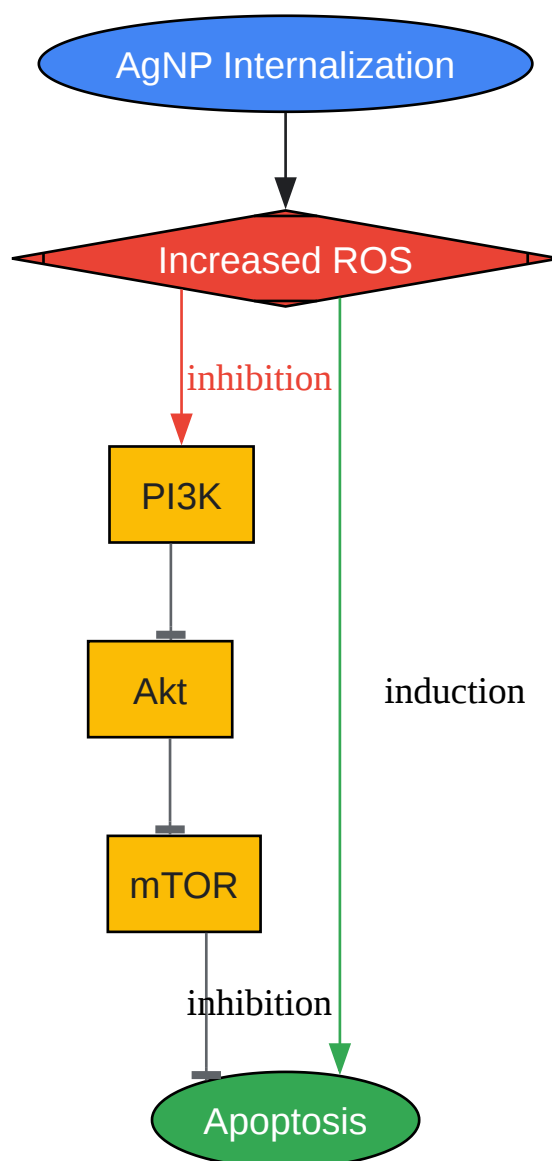 AgNP Internalization
Increased ROS
inhibition
PI3K
Akt
induction
mTOR
inhibition
Apoptosis